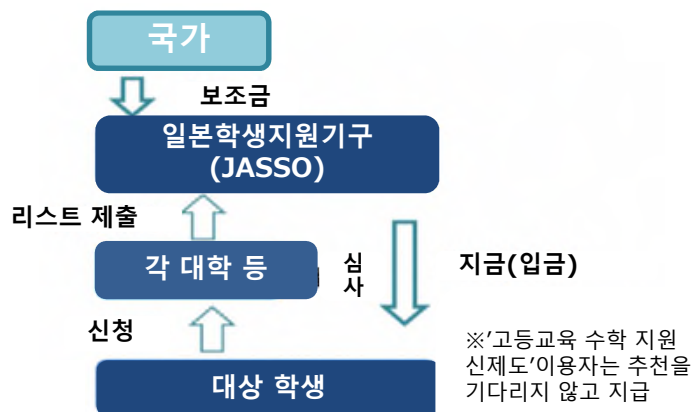 국가
보조금
일본학생지원기구
(JASSO)
리스트 제출
각 대학 등
심
사
지금(입금)
신청
※'고등교육 수학 지원
신제도'이용자는 추천을
기다리지 않고 지급
대상 학생